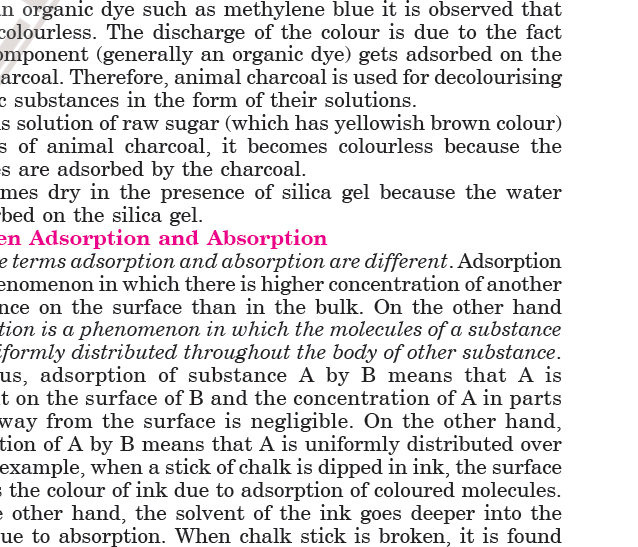 n organic dye such as methylene blue it is observed that
colourless. The discharge of the colour is due to the fact
omponent (generally an organic dye) gets adsorbed on the
arcoal. Therefore, animal charcoal is used for decolourising
c substances in the form of their solutions.
s solution of raw sugar (which has yellowish brown colour)
s of animal charcoal, it becomes colourless because the
s are adsorbed by the charcoal.
mes dry in the presence of silica gel because the water
bed on the silica gel.
en Adsorption and Absorption
e terms adsorption and absorption are different. Adsorption
enomenon in which there is higher concentration of another
nce on the surface than in the bulk. On the other hand
tion is a phenomenon in which the molecules of a substance
iformly distributed throughout the body of other substance.
us, adsorption of substance A by B means that A is
t on the surface of B and the concentration of A in parts
way from the surface is negligible. On the other hand,
tion of A by B means that A is uniformly distributed over
example, when a stick of chalk is dipped in ink, the surface
s the colour of ink due to adsorption of coloured molecules.
e other hand, the solvent of the ink goes deeper into the
ue to absorption. When chalk stick is broken, it is found